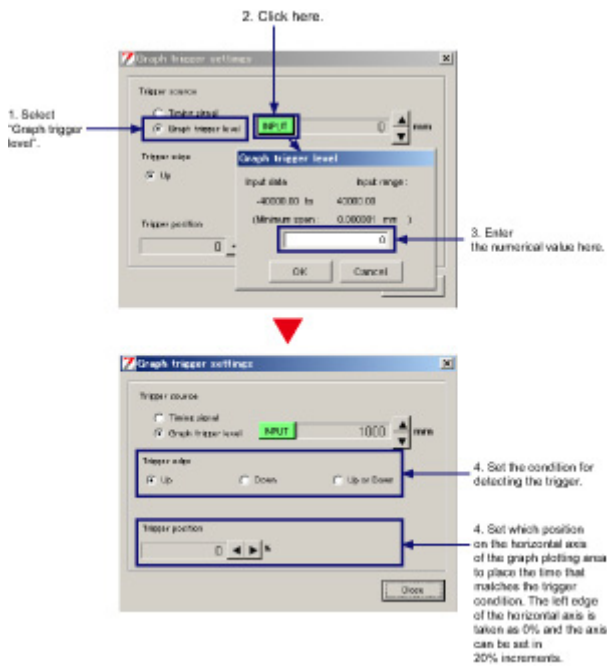 2. Click here.
Graph trigger settings
Trigger source
Timing signal
1. Select
"Graph trigger
level".
Graph trigger level
INPUT
0
mm
Trigger edge
Up
Graph trigger level
Input data
Input range :
-40000.00 to 40000.00
(Minimum span : 0.000001 mm )
Trigger position
0
0
3. Enter
the numerical value here.
OK
Cancel
Graph trigger settings
Trigger source
Timing signal
Graph trigger level
INPUT
1000
mm
Trigger edge
Up
Down
Up or Down
4. Set the condition for
detecting the trigger.
Trigger position
0
%
4. Set which position
on the horizontal axis
of the graph plotting area
to place the time that
matches the trigger
condition. The left edge
of the horizontal axis is
taken as 0% and the axis
can be set in
20% increments.
Close